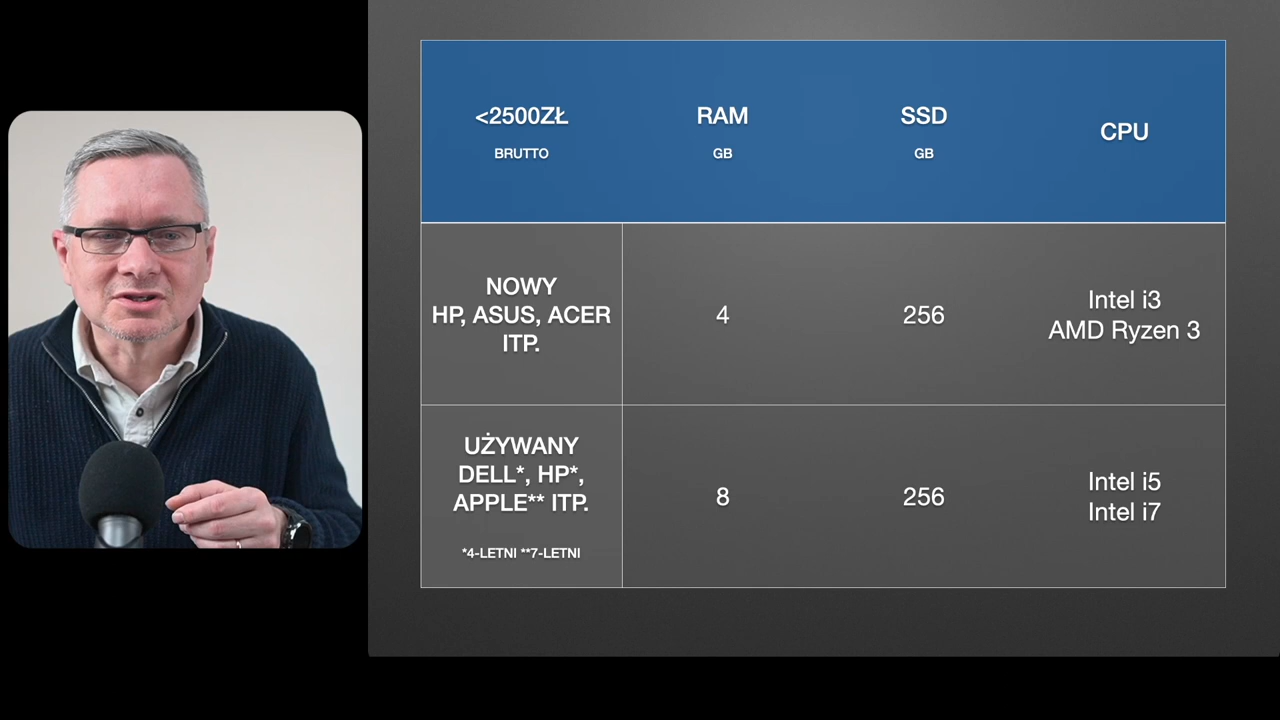 <2500ZŁ
BRUTTO
RAM
GB
SSD
GB
CPU
NOWY
HP, ASUS, ACER
ITP.
4
256
Intel i3
AMD Ryzen 3
UŻYWANY
DELL*, HP*,
APPLE** ITP.
*4-LETNI **7-LETNI
8
256
Intel i5
Intel i7